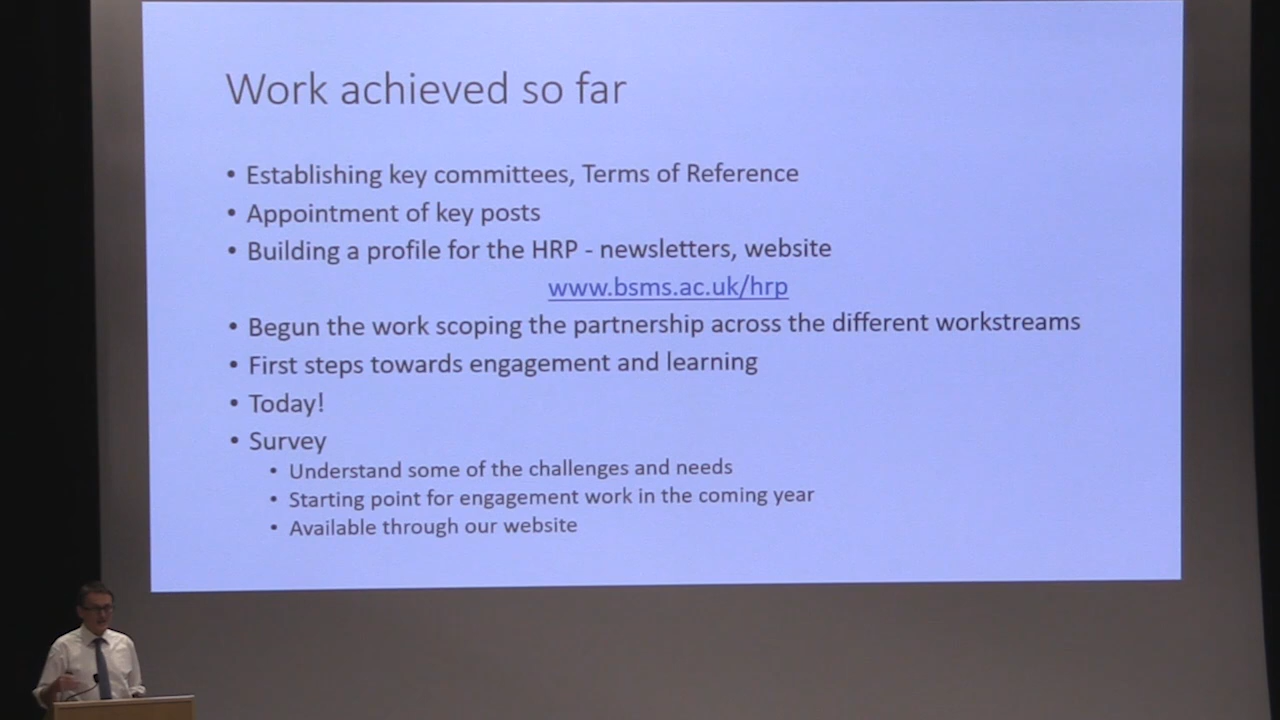 Work achieved so far
• Establishing key committees, Terms of Reference
• Appointment of key posts
• Building a profile for the HRP - newsletters, website
www.bsms.ac.uk/hrp
• Begun the work scoping the partnership across the different workstreams
• First steps towards engagement and learning
• Today!
• Survey
• Understand some of the challenges and needs
• Starting point for engagement work in the coming year
• Available through our website